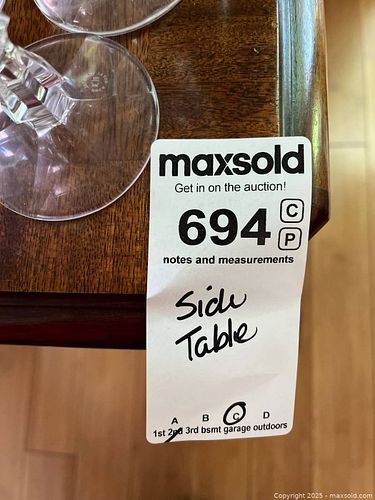 maxsold
Get in on the auction!
694 C
P
notes and measurements
Side
Table
A B C D
1st 2nd 3rd bsmt garage outdoors
Copyright 2025 - maxsold.com